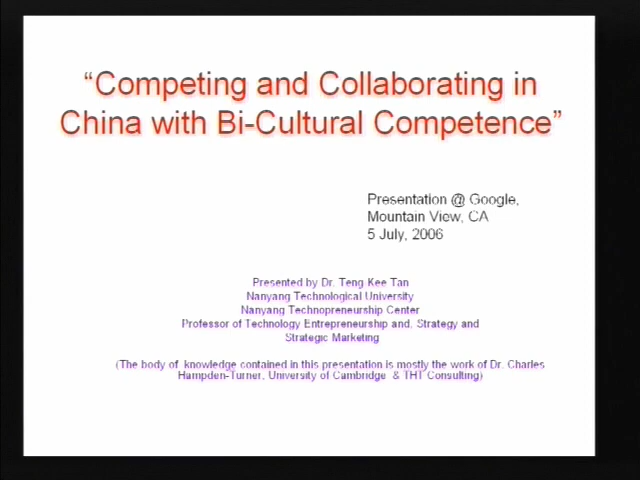 “Competing and Collaborating in
China with Bi-Cultural Competence”
Presentation @ Google,
Mountain View, CA
5 July, 2006
Presented by Dr. Teng Kee Tan
Nanyang Technological University
Nanyang Technopreneurship Center
Professor of Technology Entrepreneurship and, Strategy and
Strategic Marketing
(The body of knowledge contained in this presentation is mostly the work of Dr. Charles
Hampden-Turner, University of Cambridge & THT Consulting)